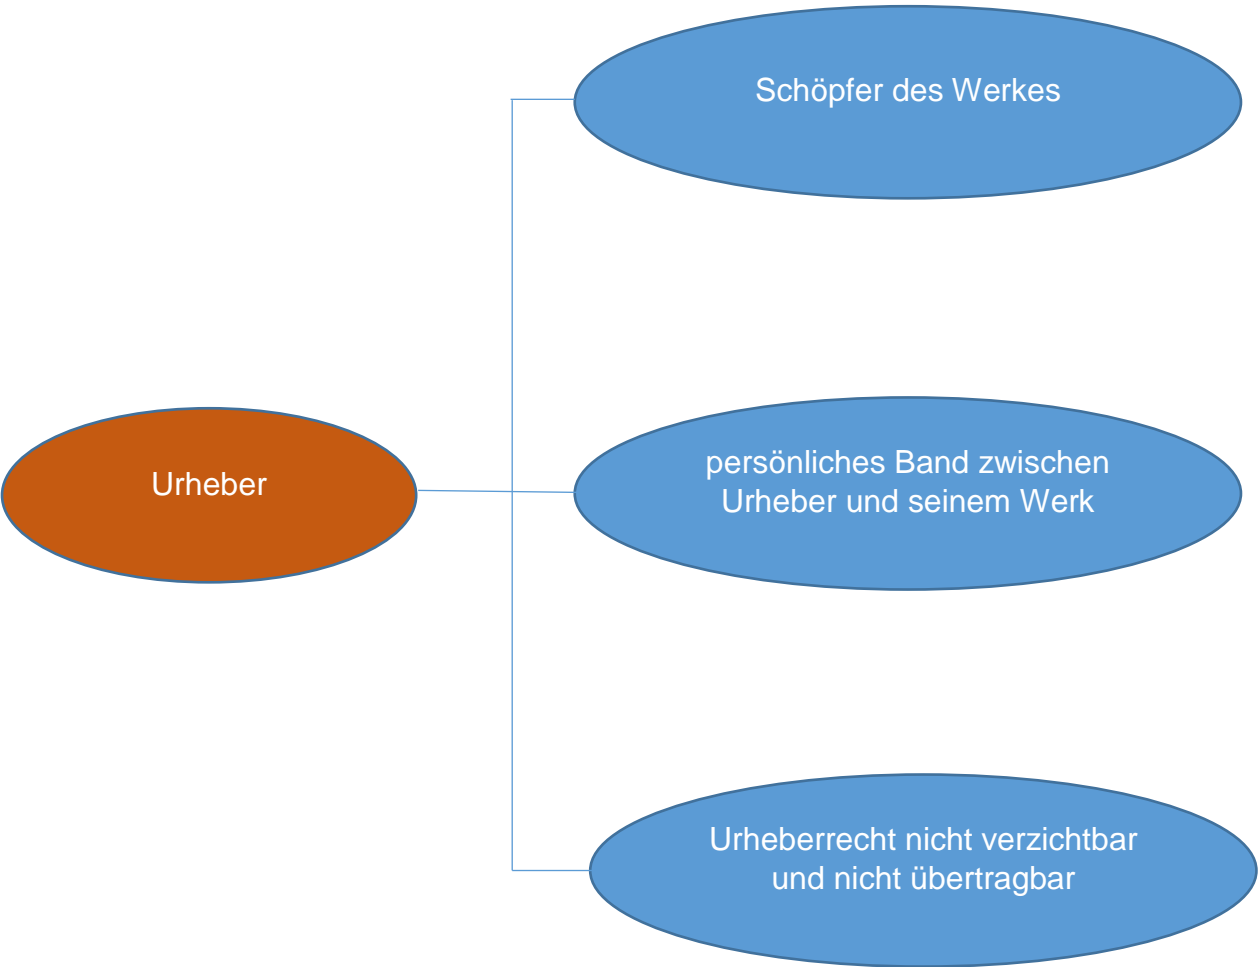 Schöpfer des Werkes
Urheber
persönliches Band zwischen
Urheber und seinem Werk
Urheberrecht nicht verzichtbar
und nicht übertragbar